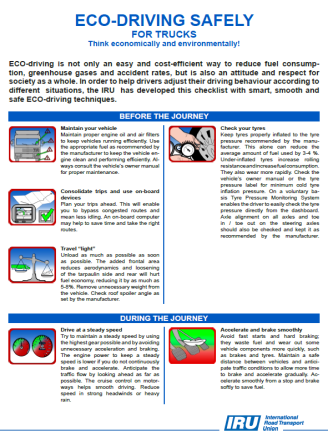 ECO-DRIVING SAFELY
FOR TRUCKS
Think economically and environmentally!
ECO-driving is not only an easy and cost-efficient way to reduce fuel consump-
tion, greenhouse gases and accident rates, but is also an attitude and respect for
society as a whole. In order to help drivers adjust their driving behaviour according to
different situations, the IRU has developed this checklist with smart, smooth and
safe ECO-driving techniques.
BEFORE THE JOURNEY
Maintain your vehicle
Maintain proper engine oil and air filters
to keep vehicles running efficiently. Use
the appropriate fuel as recommended by
the manufacturer to keep the vehicle en-
gine clean and performing efficiently. Al-
ways consult the vehicle's owner manual
for proper maintenance.
Consolidate trips and use on-board
devices
Plan your trips ahead. This will enable
you to bypass congested routes and
mean less idling. An on-board computer
may help to save time and take the right
routes.
Travel "light"
Unload as much as possible as soon
as possible. The added frontal area
reduces aerodynamics and loosening
of the tarpaulin side and rear will hurt
fuel economy, reducing it by as much as
5-8%. Remove unnecessary weight from
the vehicle. Check roof spoiler angle as
set by the manufacturer.
Check your tyres
Keep tyres properly inflated to the tyre
pressure recommended by the manu-
facturer. This alone can reduce the
average amount of fuel used by 3-4 %.
Under-inflated tyres increase rolling
resistance and increase fuel consumption.
They also wear more rapidly. Check the
vehicle's owner manual or the tyre
pressure label for minimum cold tyre
inflation pressure. On a voluntary ba-
sis Tyre Pressure Monitoring System
enables the driver to easily check the tyre
pressure directly from the dashboard.
Axle alignment on all axles and toe
in / toe out on the steering axles
should also be checked and kept it as
recommended by the manufacturer.
DURING THE JOURNEY
Drive at a steady speed
Try to maintain a steady speed by using
the highest gear possible and by avoiding
unnecessary acceleration and braking.
The engine power to keep a steady
speed is lower if you do not continuously
brake and accelerate. Anticipate the
traffic flow by looking ahead as far as
possible. The cruise control on motor-
ways helps smooth driving. Reduce
speed in strong headwinds or heavy
rain.
Accelerate and brake smoothly
Avoid fast starts and hard braking;
they waste fuel and wear out some
vehicle components more quickly, such
as brakes and tyres. Maintain a safe
distance between vehicles and antici-
pate traffic conditions to allow more time
to brake and accelerate gradually. Ac-
celerate smoothly from a stop and brake
softly to save fuel.
IRU
International
Road Transport
Union